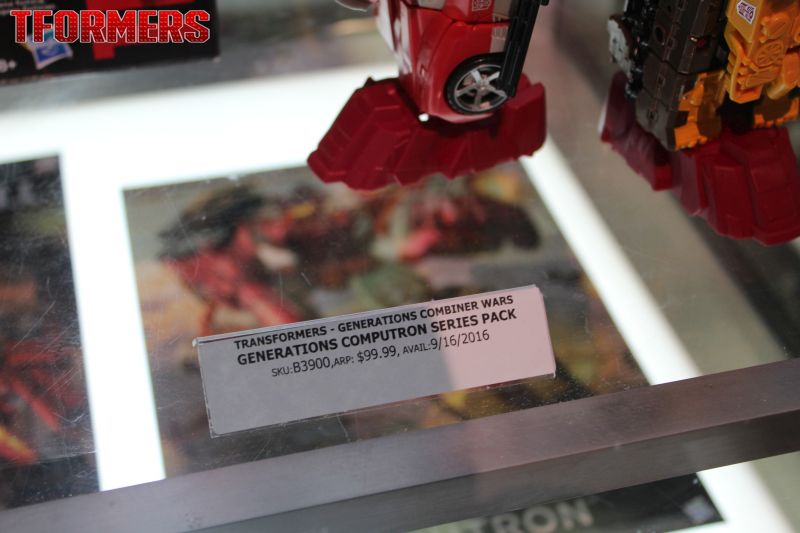 TFORMERS
TRANSFORMERS - GENERATIONS COMBINER WARS
GENERATIONS COMPUTRON SERIES PACK
SKU:B3900,ARP: $99.99, AVAIL:9/16/2016